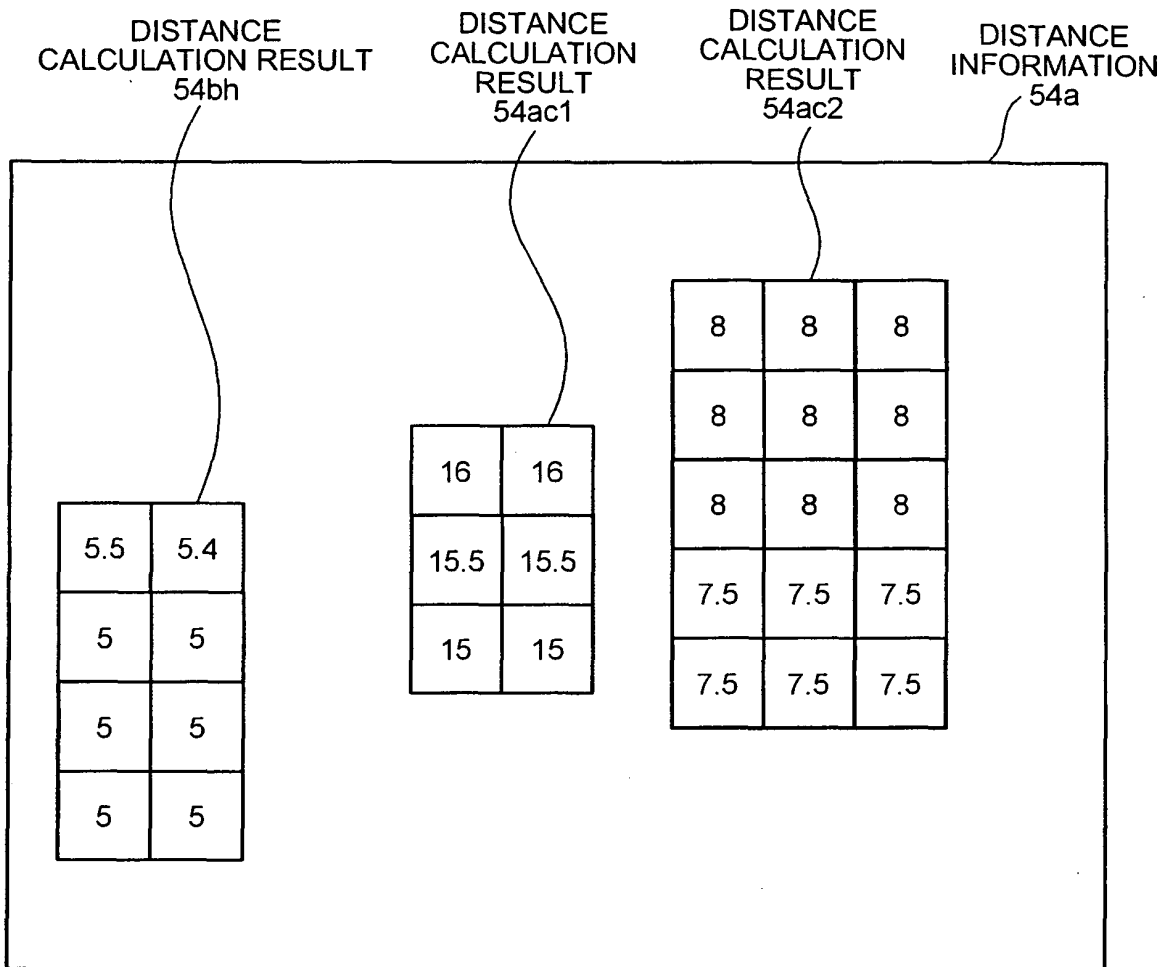 DISTANCE
CALCULATION RESULT
54bh
DISTANCE
CALCULATION
RESULT
54ac1
DISTANCE
CALCULATION
RESULT
54ac2
DISTANCE
INFORMATION
54a
5.5 5.4
5 5
5 5
5 5
16 16
15.5 15.5
15 15
8 8 8
8 8 8
8 8 8
7.5 7.5 7.5
7.5 7.5 7.5